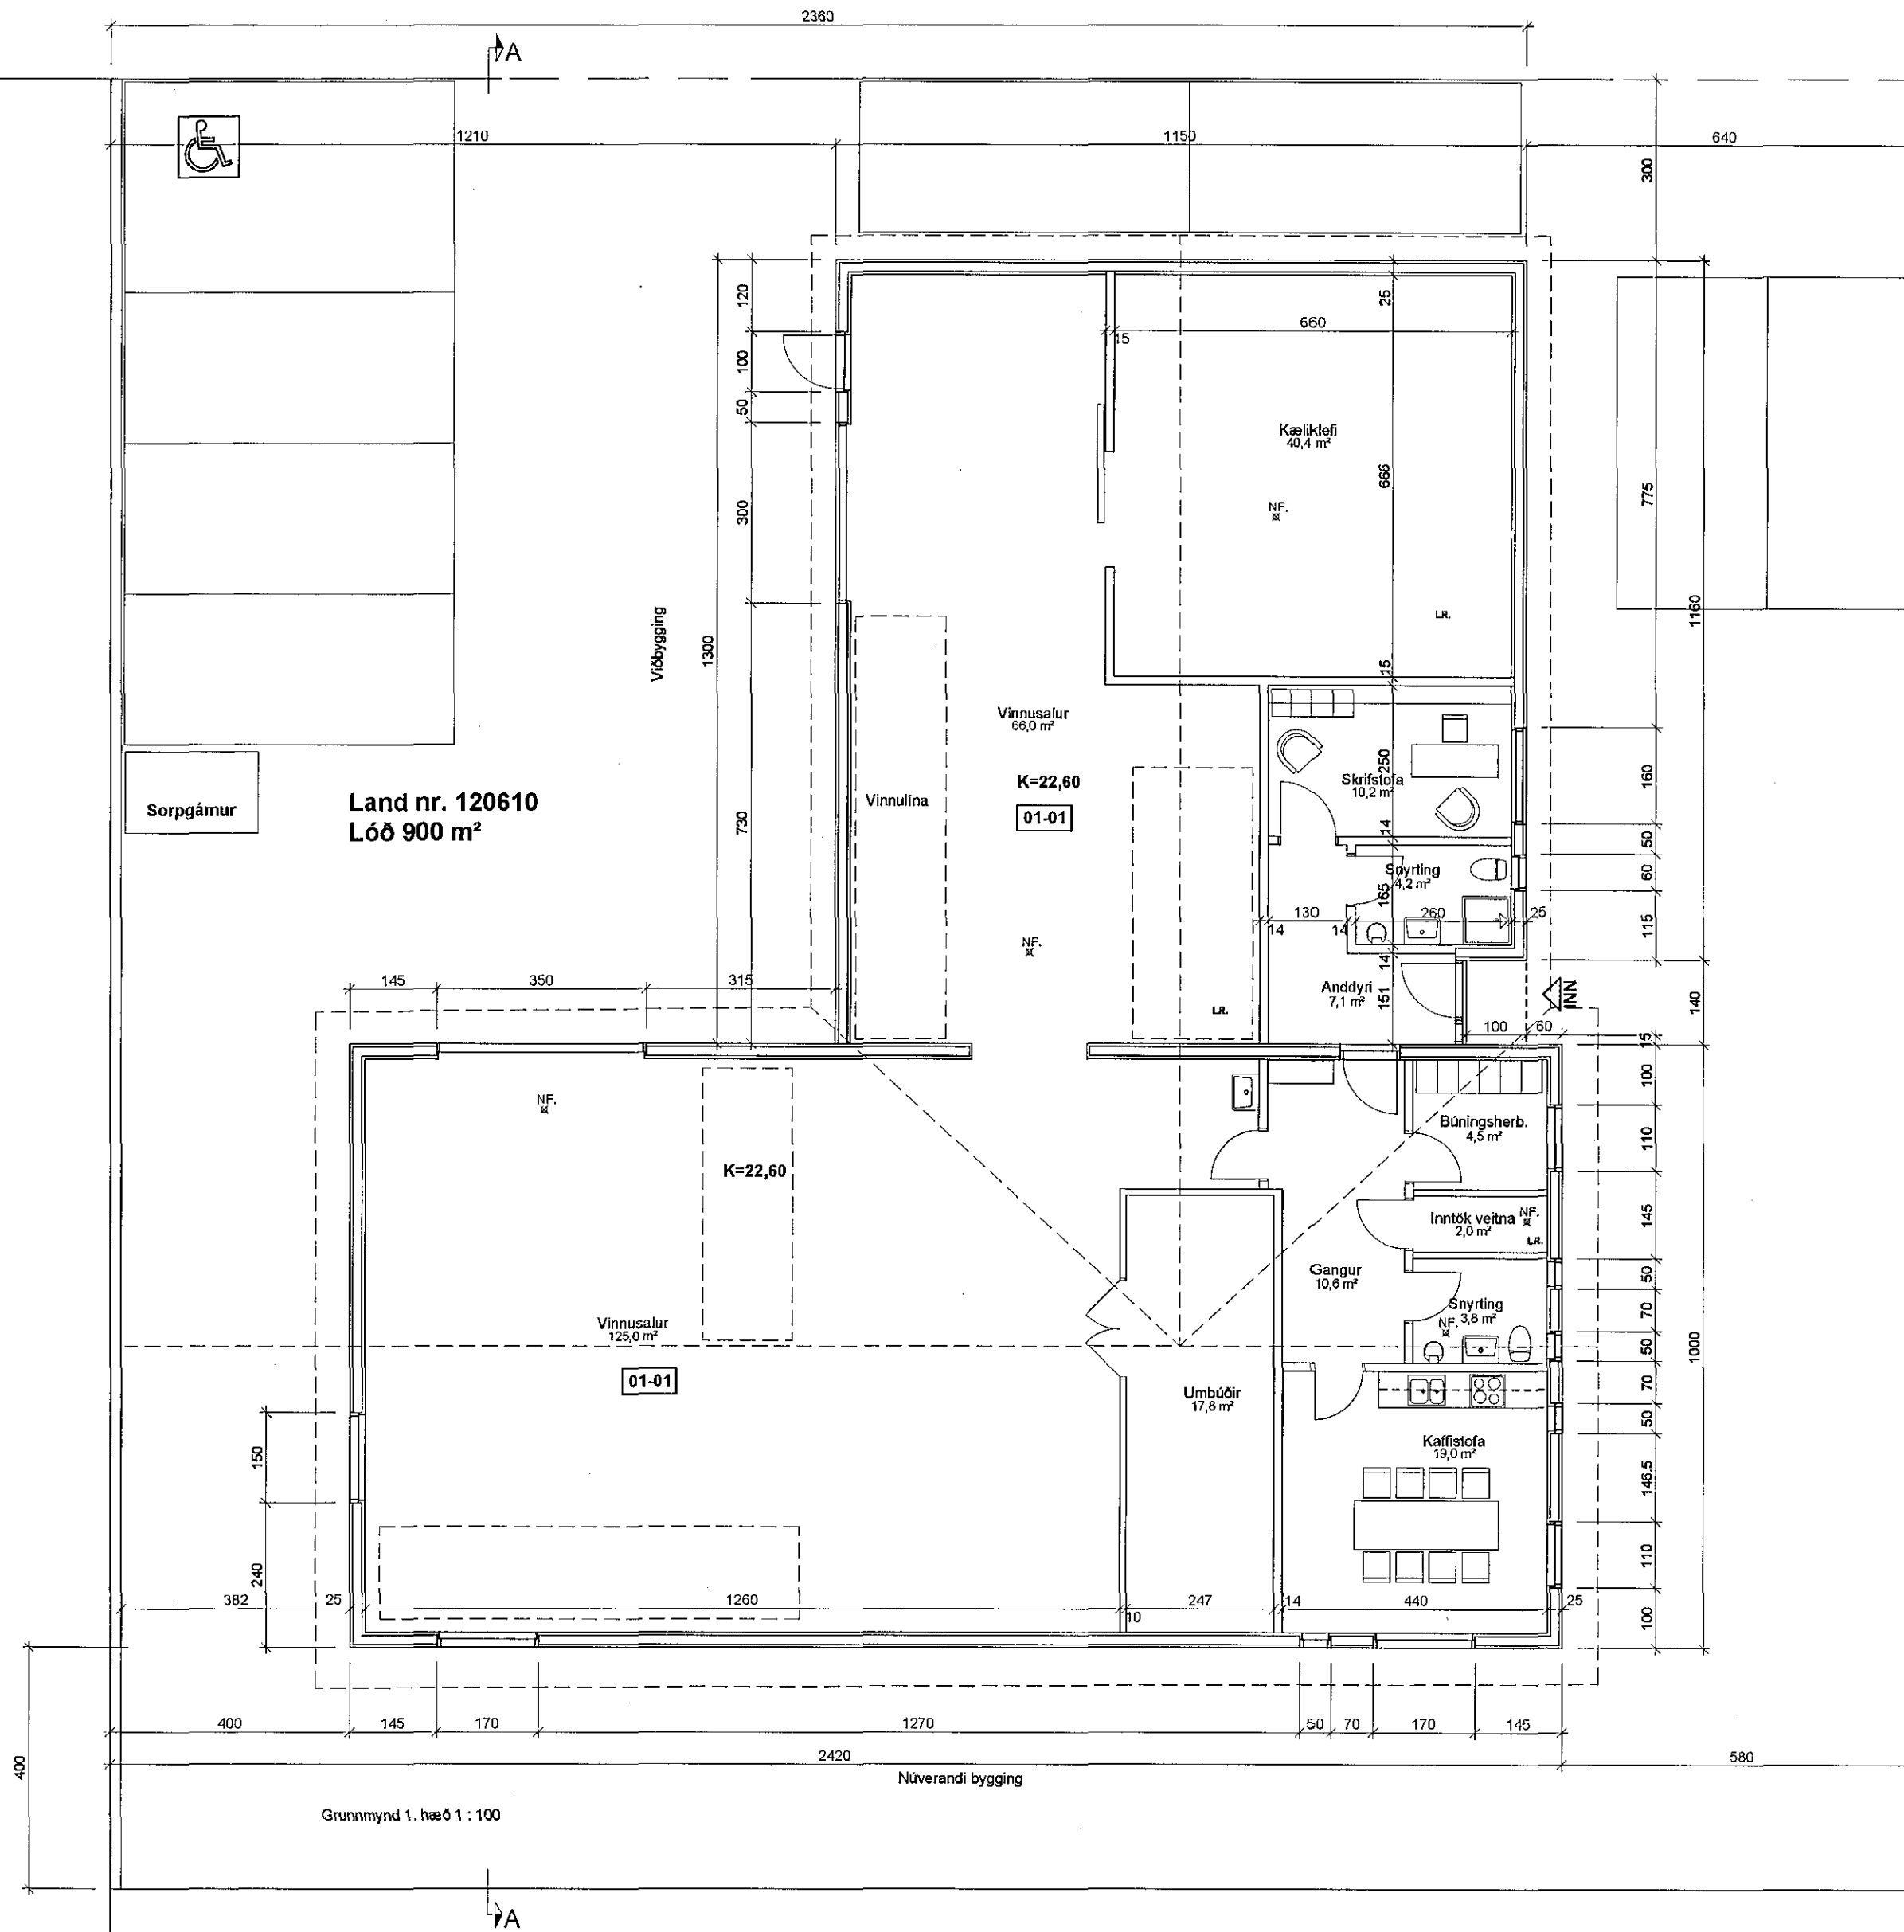 2360
A
1210
1150
640
300
120
25
660
15
100
50
Kæliklefi
40,4 m²
666
775
300
NF.
1160
LR.
Viðbygging
1300
15
Vinnusalur
66,0 m²
250
Skrifstofa
10,2 m²
160
K=22,60
01-01
Vinnulína
Sorpgámur
Land nr. 120610
Lóð 900 m²
730
14
50
Snyrting
4,2 m²
60
165
130
260
25
14
14
115
NF.
14
Anddyri
7,1 m²
151
INN
140
145
350
315
LR.
100
60
15
100
NF.
Búningsherb.
4,5 m²
110
K=22,60
Inntök veitna
2,0 m²
NF.
LR.
145
Gangur
10,6 m²
50
Snyrting
3,8 m²
NF.
70
Vinnusalur
125,0 m²
50
1000
01-01
Umbúðir
17,8 m²
70
50
Kaffistofa
19,0 m²
150
146.5
110
240
382
25
1260
10
247
14
440
25
100
400
145
170
1270
50
70
170
145
400
2420
580
Núverandi bygging
Grunnmynd 1. hæð 1 : 100
A